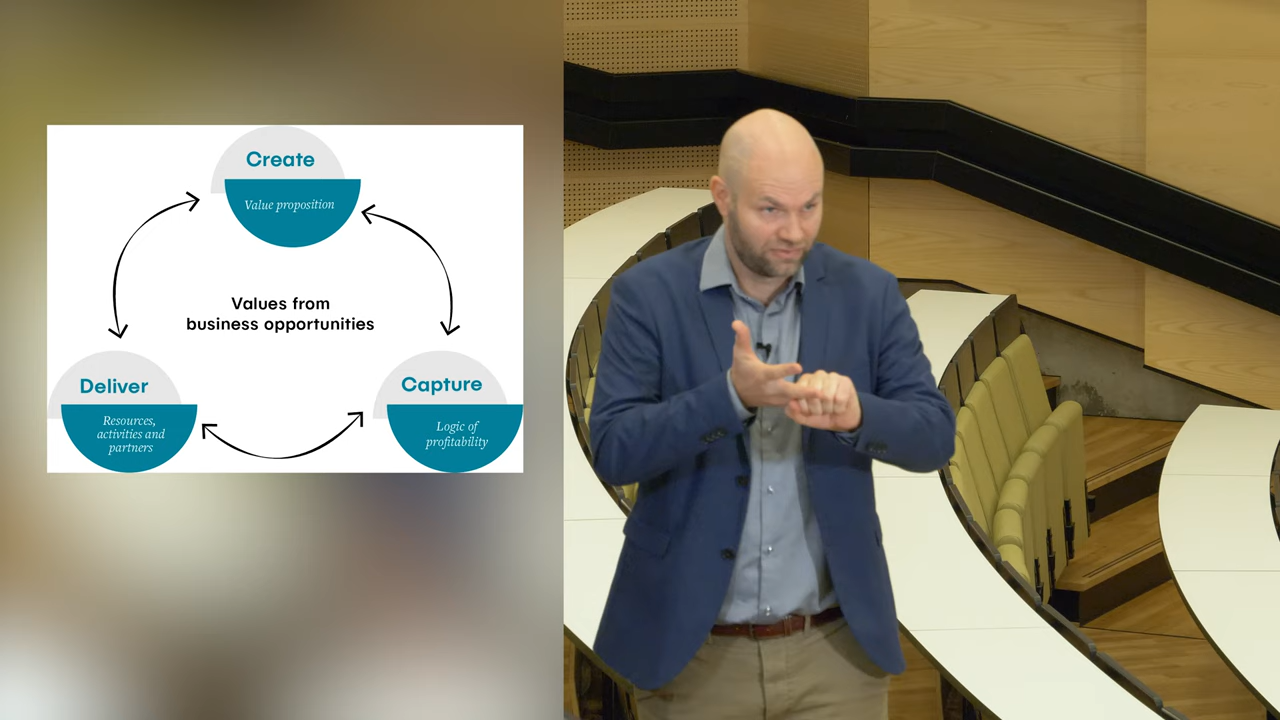 Create
Value proposition
Values from
business opportunities
Deliver
Resources,
activities and
partners
Capture
Logic of
profitability